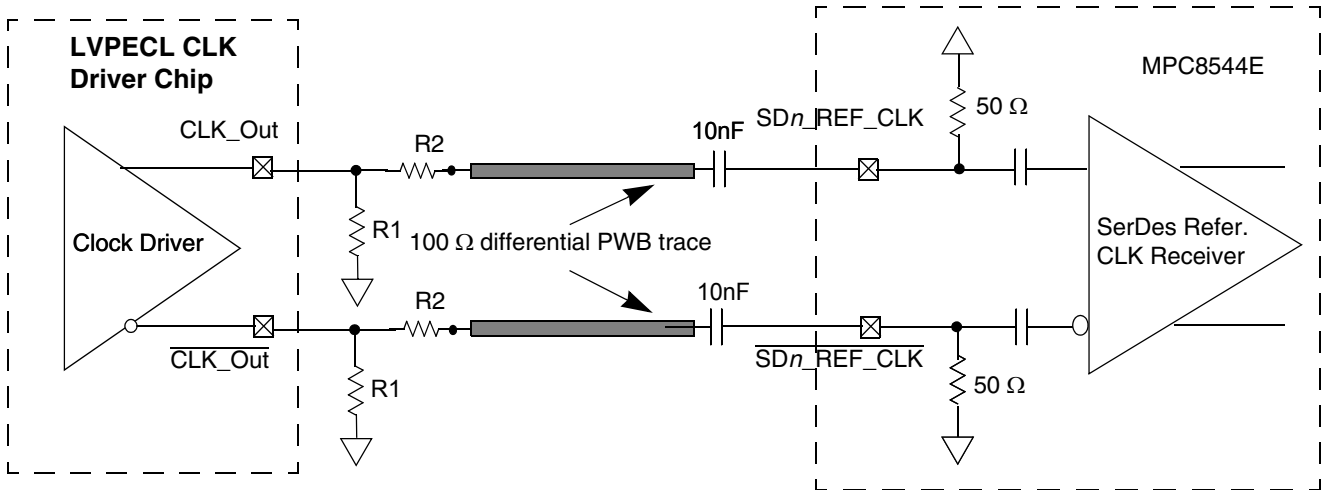 LVPECL CLK
Driver Chip
MPC8544E
CLK_Out
R2
10nF
SDn_REF_CLK
50 Ω
Clock Driver
R1
100 Ω differential PWB trace
SerDes Refer.
CLK Receiver
R2
10nF
CLK_Out
SDn_REF_CLK
R1
50 Ω